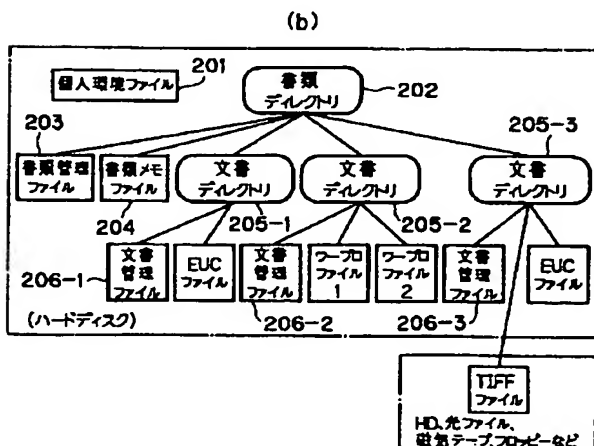 (b)
個人環境ファイル
201
書類
ディレクトリ
202
203
205-3
書類管理
ファイル
書類メモ
ファイル
文書
ディレクトリ
文書
ディレクトリ
文書
ディレクトリ
204
205-1
205-2
206-1
文書
管理
ファイル
EUC
ファイル
文書
管理
ファイル
ワープロ
ファイル
1
ワープロ
ファイル
2
文書
管理
ファイル
EUC
ファイル
206-2
206-3
(ハードディスク)
TIFF
ファイル
HD、光ファイル、
磁気テープ、フロッピーなど